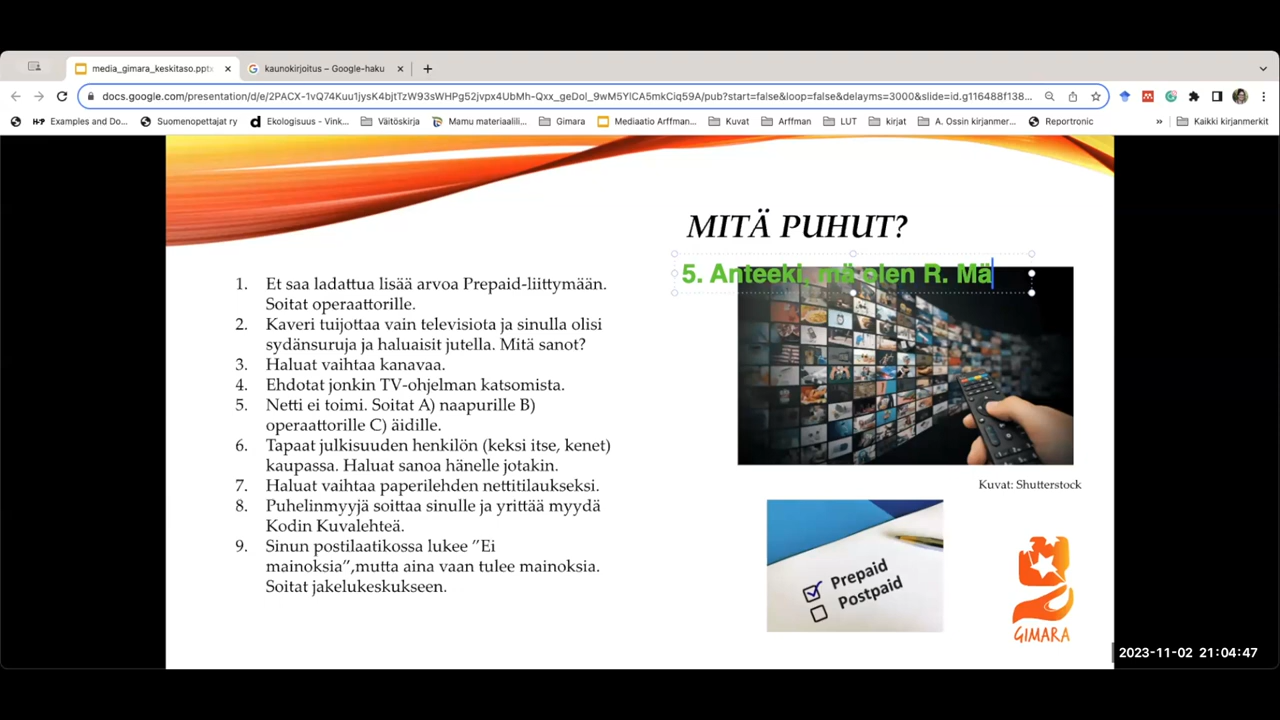 media_gimara_keskitaso.pptx
kaunokirjoitus – Google-haku
docs.google.com/presentation/d/e/2PACX-1vQ74Kuu1jysK4bjtTzW93sWHPg52jvpx4UbMh-Qxx_geDol_9wM5YlCA5mkCiq59A/pub?start=false&loop=false&delayms=3000&slide=id.g116488f138...
Examples and Do... Suomenopettajat ry Ekologisuus - Vink... Väitöskirja Mamu materiaalil... Gimara Mediaatio Arffman... Kuvat Arffman LUT kirjat A. Ossin kirjanmer... Reportronic » Kaikki kirjanmerkit
MITÄ PUHUT?
5. Anteeki, mä olen R. Mä
1. Et saa ladattua lisää arvoa Prepaid-liittymään.
Soitat operaattorille.
2. Kaveri tuijottaa vain televisiota ja sinulla olisi
sydänsuruja ja haluaisit jutella. Mitä sanot?
3. Haluat vaihtaa kanavaa.
4. Ehdotat jonkin TV-ohjelman katsomista.
5. Netti ei toimi. Soitat A) naapurille B)
operaattorille C) äidille.
6. Tapaat julkisuuden henkilön (keksi itse, kenet)
kaupassa. Haluat sanoa hänelle jotakin.
7. Haluat vaihtaa paperilehden nettitilaukseksi.
8. Puhelinmyyjä soittaa sinulle ja yrittää myydä
Kodin Kuvalehteä.
9. Sinun postilaatikossa lukee ”Ei
mainoksia”,mutta aina vaan tulee mainoksia.
Soitat jakelukeskukseen.
Kuvat: Shutterstock
Prepaid
Postpaid
GIMARA
2023-11-02 21:04:47